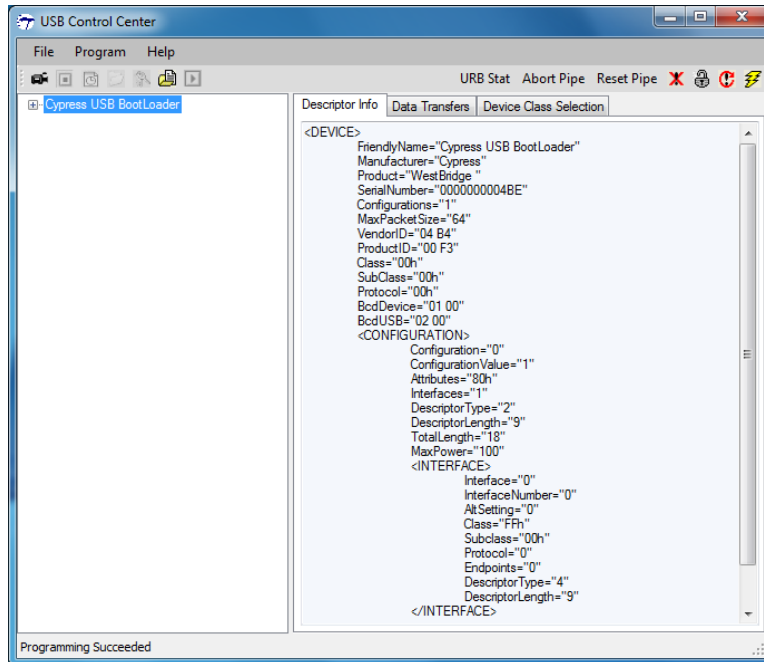 USB Control Center
File Program Help
URB Stat Abort Pipe Reset Pipe
Cypress USB BootLoader
Descriptor Info Data Transfers Device Class Selection
<DEVICE>
FriendlyName="Cypress USB BootLoader"
Manufacturer="Cypress"
Product="WestBridge "
SerialNumber="0000000004BE"
Configurations="1"
MaxPacketSize="64"
VendorID="04 B4"
ProductID="00 F3"
Class="00h"
SubClass="00h"
Protocol="00h"
BcdDevice="01 00"
BcdUSB="02 00"
<CONFIGURATION>
Configuration="0"
ConfigurationValue="1"
Attributes="80h"
Interfaces="1"
DescriptorType="2"
DescriptorLength="9"
TotalLength="18"
MaxPower="100"
<INTERFACE>
Interface="0"
InterfaceNumber="0"
AltSetting="0"
Class="FFh"
Subclass="00h"
Protocol="0"
Endpoints="0"
DescriptorType="4"
DescriptorLength="9"
</INTERFACE>
Programming Succeeded